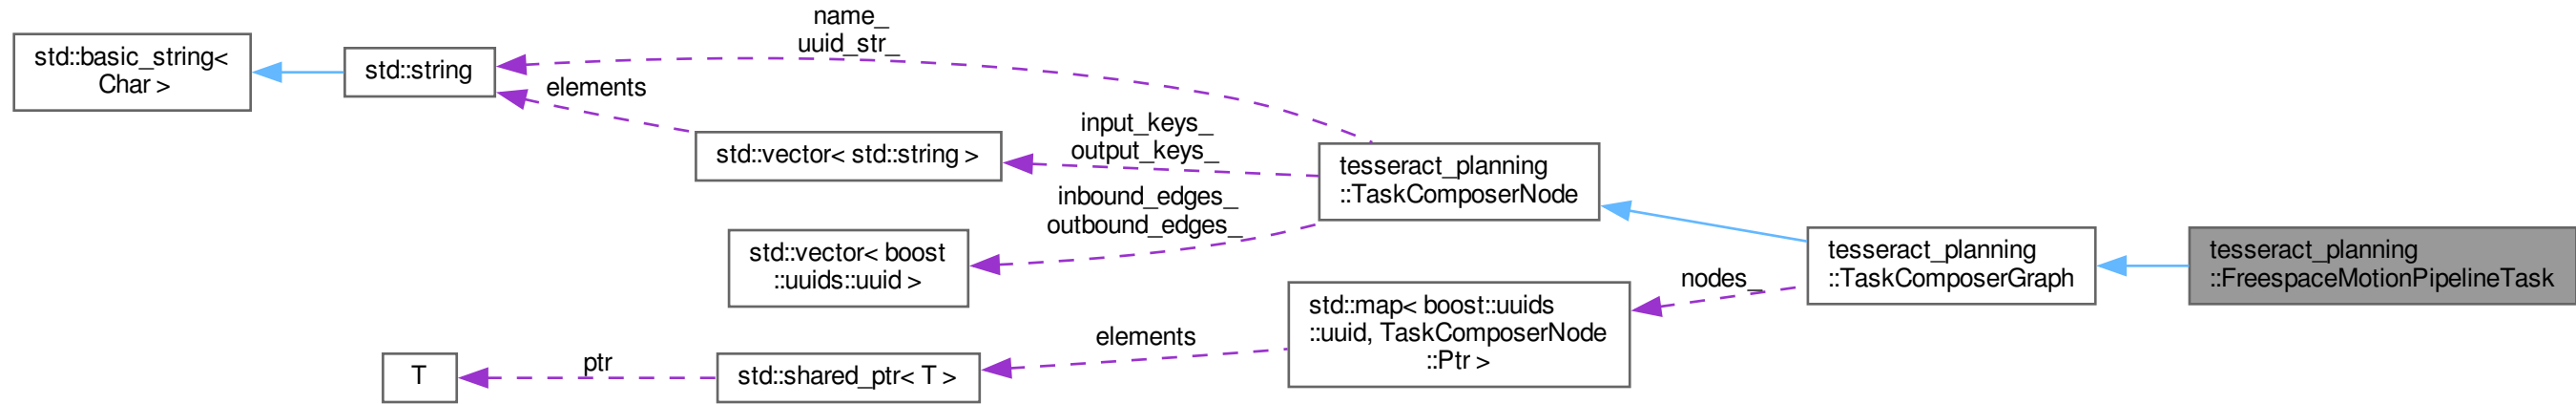 name_
uuid_str_
std::basic_string<
Char >
std::string
elements
std::vector< std::string >
input_keys_
output_keys_
tesseract_planning
::TaskComposerNode
inbound_edges_
outbound_edges_
std::vector< boost
::uuids::uuid >
tesseract_planning
::TaskComposerGraph
tesseract_planning
::FreespaceMotionPipelineTask
nodes_
std::map< boost::uuids
::uuid, TaskComposerNode
::Ptr >
elements
std::shared_ptr< T >
ptr
T